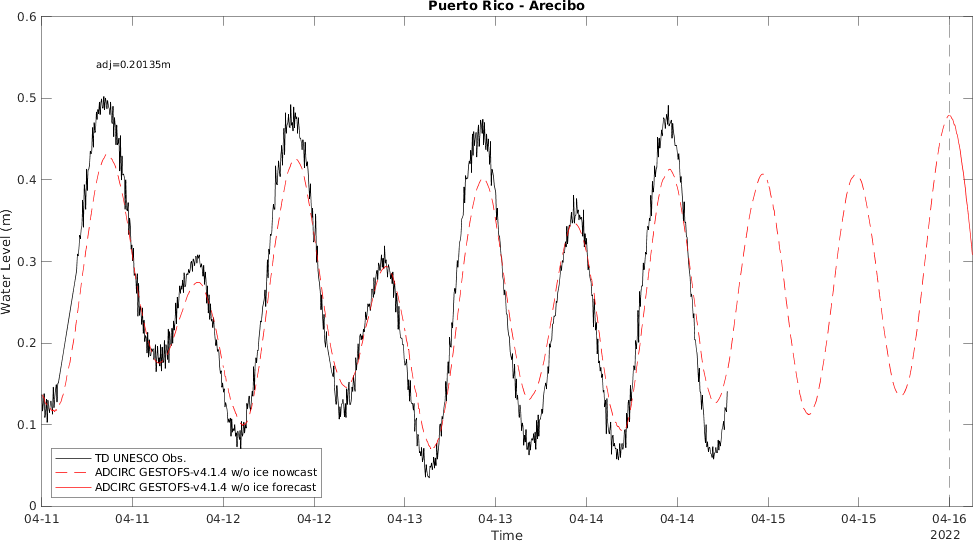 Puerto Rico - Arecibo
0.6
adj=0.20135m
0.5
0.4
0.3
0.2
0.1
0
Water Level (m)
TD UNESCO Obs.
ADCIRC GESTOFS-v4.1.4 w/o ice nowcast
ADCIRC GESTOFS-v4.1.4 w/o ice forecast
04-11 04-11 04-12 04-12 04-13 04-13 04-14 04-14 04-15 04-15 04-16
Time 2022